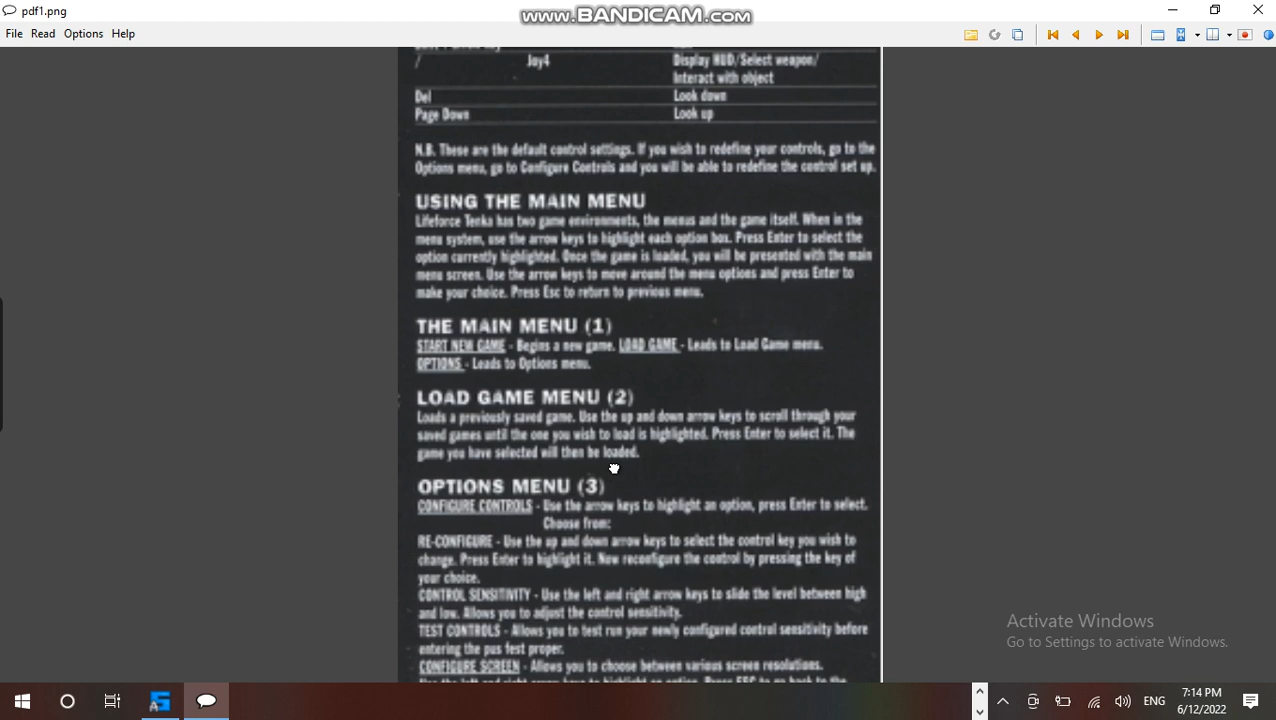 pdf1.png
www.BANDICAM.com
File Read Options Help
/ Joy4 Display HUD/Select weapon/
Interact with object
Del Look down
Page Down Look up
N.B. These are the default control settings. If you wish to redefine your controls, go to the
Options menu, go to Configure Controls and you will be able to redefine the control set up.
USING THE MAIN MENU
Lifeforce Tenka has two game environments, the menus and the game itself. When in the
menu system, use the arrow keys to highlight each option box. Press Enter to select the
option currently highlighted. Once the game is loaded, you will be presented with the main
menu screen. Use the arrow keys to move around the menu options and press Enter to
make your choice. Press Esc to return to previous menu.
THE MAIN MENU (1)
START NEW GAME - Begins a new game. LOAD GAME - Leads to Load Game menu.
OPTIONS - Leads to Options menu.
LOAD GAME MENU (2)
Loads a previously saved game. Use the up and down arrow keys to scroll through your
saved games until the one you wish to load is highlighted. Press Enter to select it. The
game you have selected will then be loaded.
OPTIONS MENU (3)
CONFIGURE CONTROLS - Use the arrow keys to highlight an option, press Enter to select.
Choose from:
RE-CONFIGURE - Use the up and down arrow keys to select the control key you wish to
change. Press Enter to highlight it. Now reconfigure the control by pressing the key of
your choice.
CONTROL SENSITIVITY - Use the left and right arrow keys to slide the level between high
and low. Allows you to adjust the control sensitivity.
TEST CONTROLS - Allows you to test run your newly configured control sensitivity before
entering the pus fest proper.
CONFIGURE SCREEN - Allows you to choose between various screen resolutions.
Activate Windows
Go to Settings to activate Windows.
ENG
7:14 PM
6/12/2022